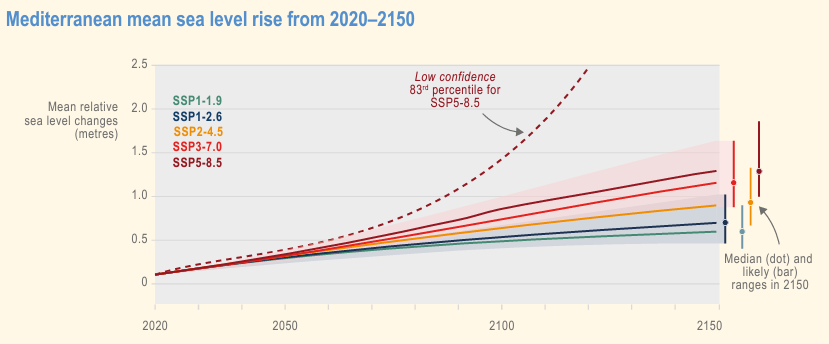 Mediterranean mean sea level rise from 2020–2150
Mean relative
sea level changes
(metres)
2.5
2.0
1.5
1.0
0.5
0
SSP1-1.9
SSP1-2.6
SSP2-4.5
SSP3-7.0
SSP5-8.5
Low confidence
83rd percentile for
SSP5-8.5
Median (dot) and
likely (bar)
ranges in 2150
2020 2050 2100 2150